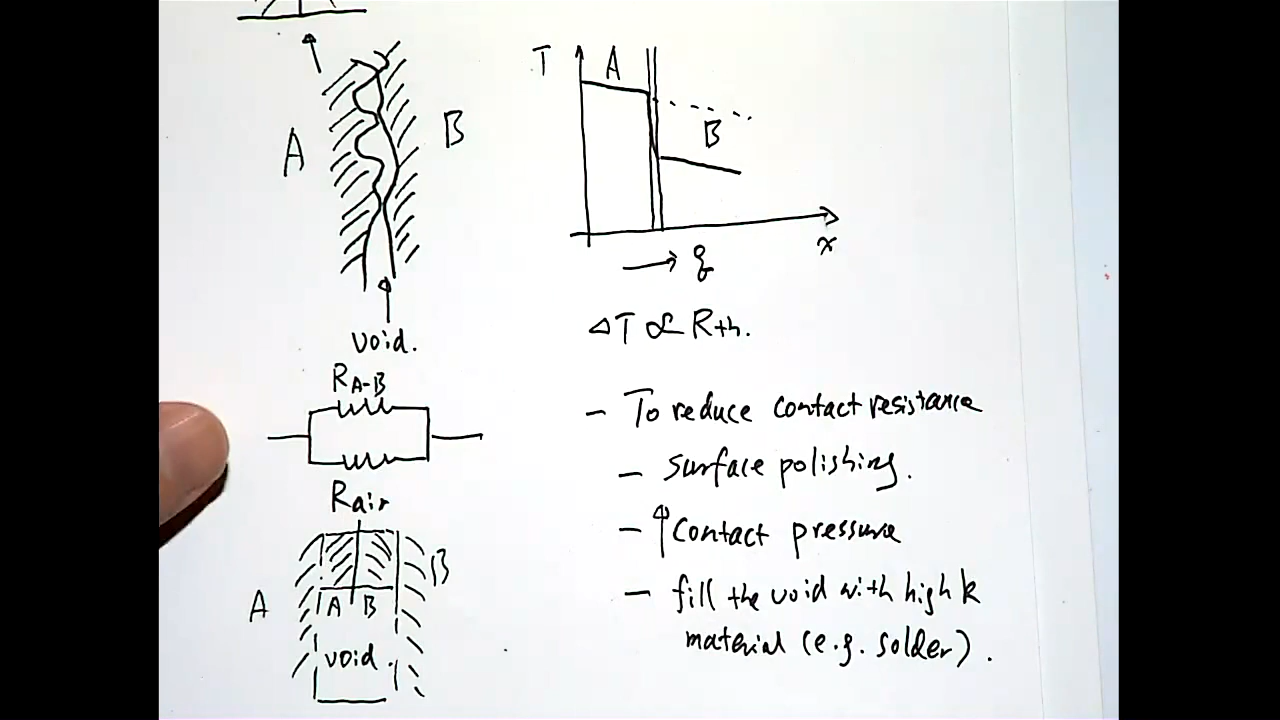 A
B
void.
R A-B
Rair
A
B
A B
void.
T
A
B
x
q
ΔT ∝ Rth.
- To reduce contact resistance
- surface polishing.
- ↑ Contact pressure
- fill the void with high k
material (e.g. solder).